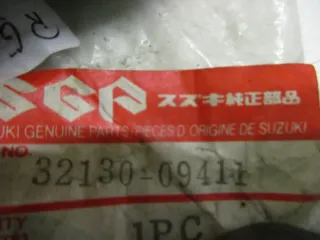 SGP スズキ純正部品
UKI GENUINE PARTS/PIECES D ORIGINE DE SUZUKI
NO.
32130-09411
TITY
1PC